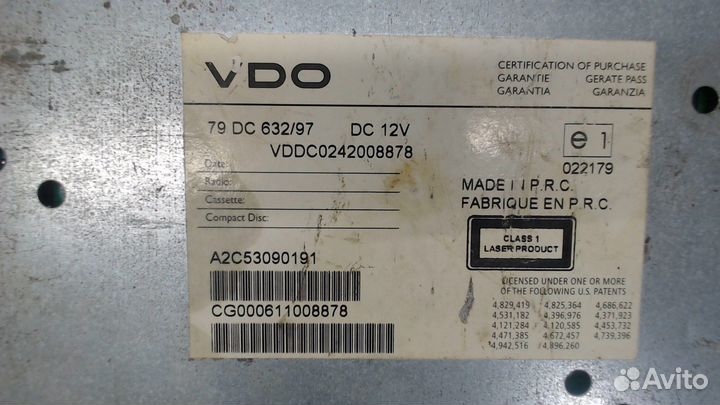 VDO
CERTIFICATION OF PURCHASE
GARANTIE GERATE PASS
GARANTIA GARANZIA
79 DC 632/97 DC 12V
VDDC0242008878
e 1
022179
Date:
Radio:
Cassette:
Compact Disc:
MADE IN P.R.C.
FABRIQUE EN P.R.C.
CLASS 1
LASER PRODUCT
A2C53090191
CG000611008878
LICENSED UNDER ONE OR MORE
OF THE FOLLOWING U.S. PATENTS
4,829,419 4,825,364 4,686,622
4,531,182 4,396,976 4,371,923
4,121,284 4,120,585 4,453,732
4,471,385 4,672,457 4,739,396
4,942,516 4,896,260
Avito